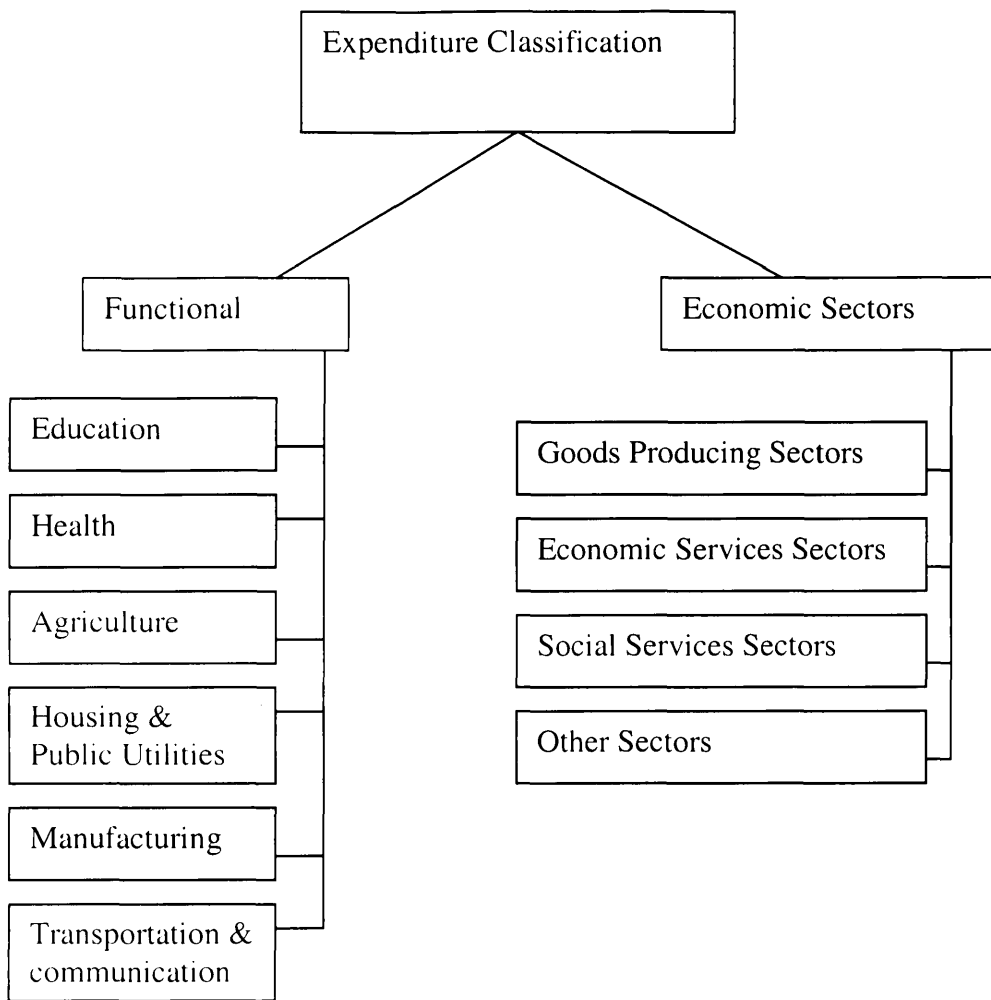 Expenditure Classification
Functional
Economic Sectors
Education
Health
Agriculture
Housing &
Public Utilities
Manufacturing
Transportation &
communication
Goods Producing Sectors
Economic Services Sectors
Social Services Sectors
Other Sectors